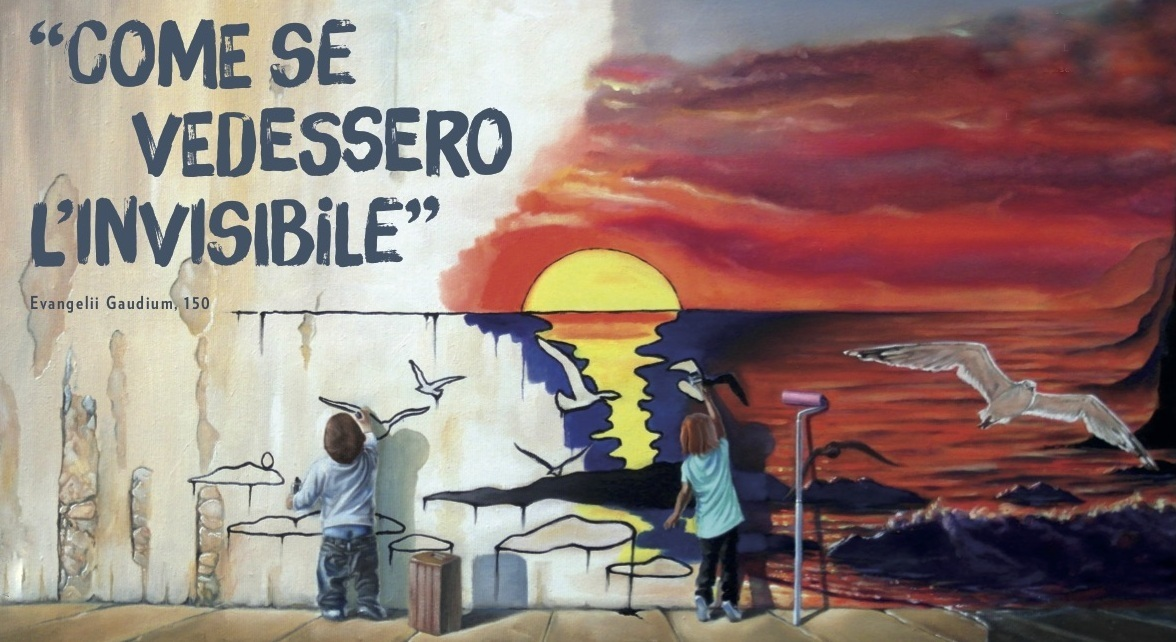 “COME SE
VEDESSERO
L’INVISIBiLE”
Evangelii Gaudium, 150